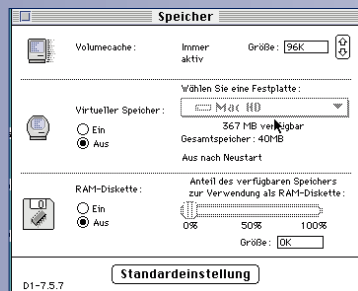 Speicher
Volumecache:
Immer aktiv
Größe: 96K
Wählen Sie eine Festplatte:
Mac HD
Virtueller Speicher:
367 MB verfügbar
Ein
Gesamtspeicher: 40MB
Aus
Aus nach Neustart
RAM-Diskette:
Anteil des verfügbaren Speichers
zur Verwendung als RAM-Diskette:
Ein
Aus
0% 50% 100%
Größe: 0K
Standardeinstellung
D1-7.5.7